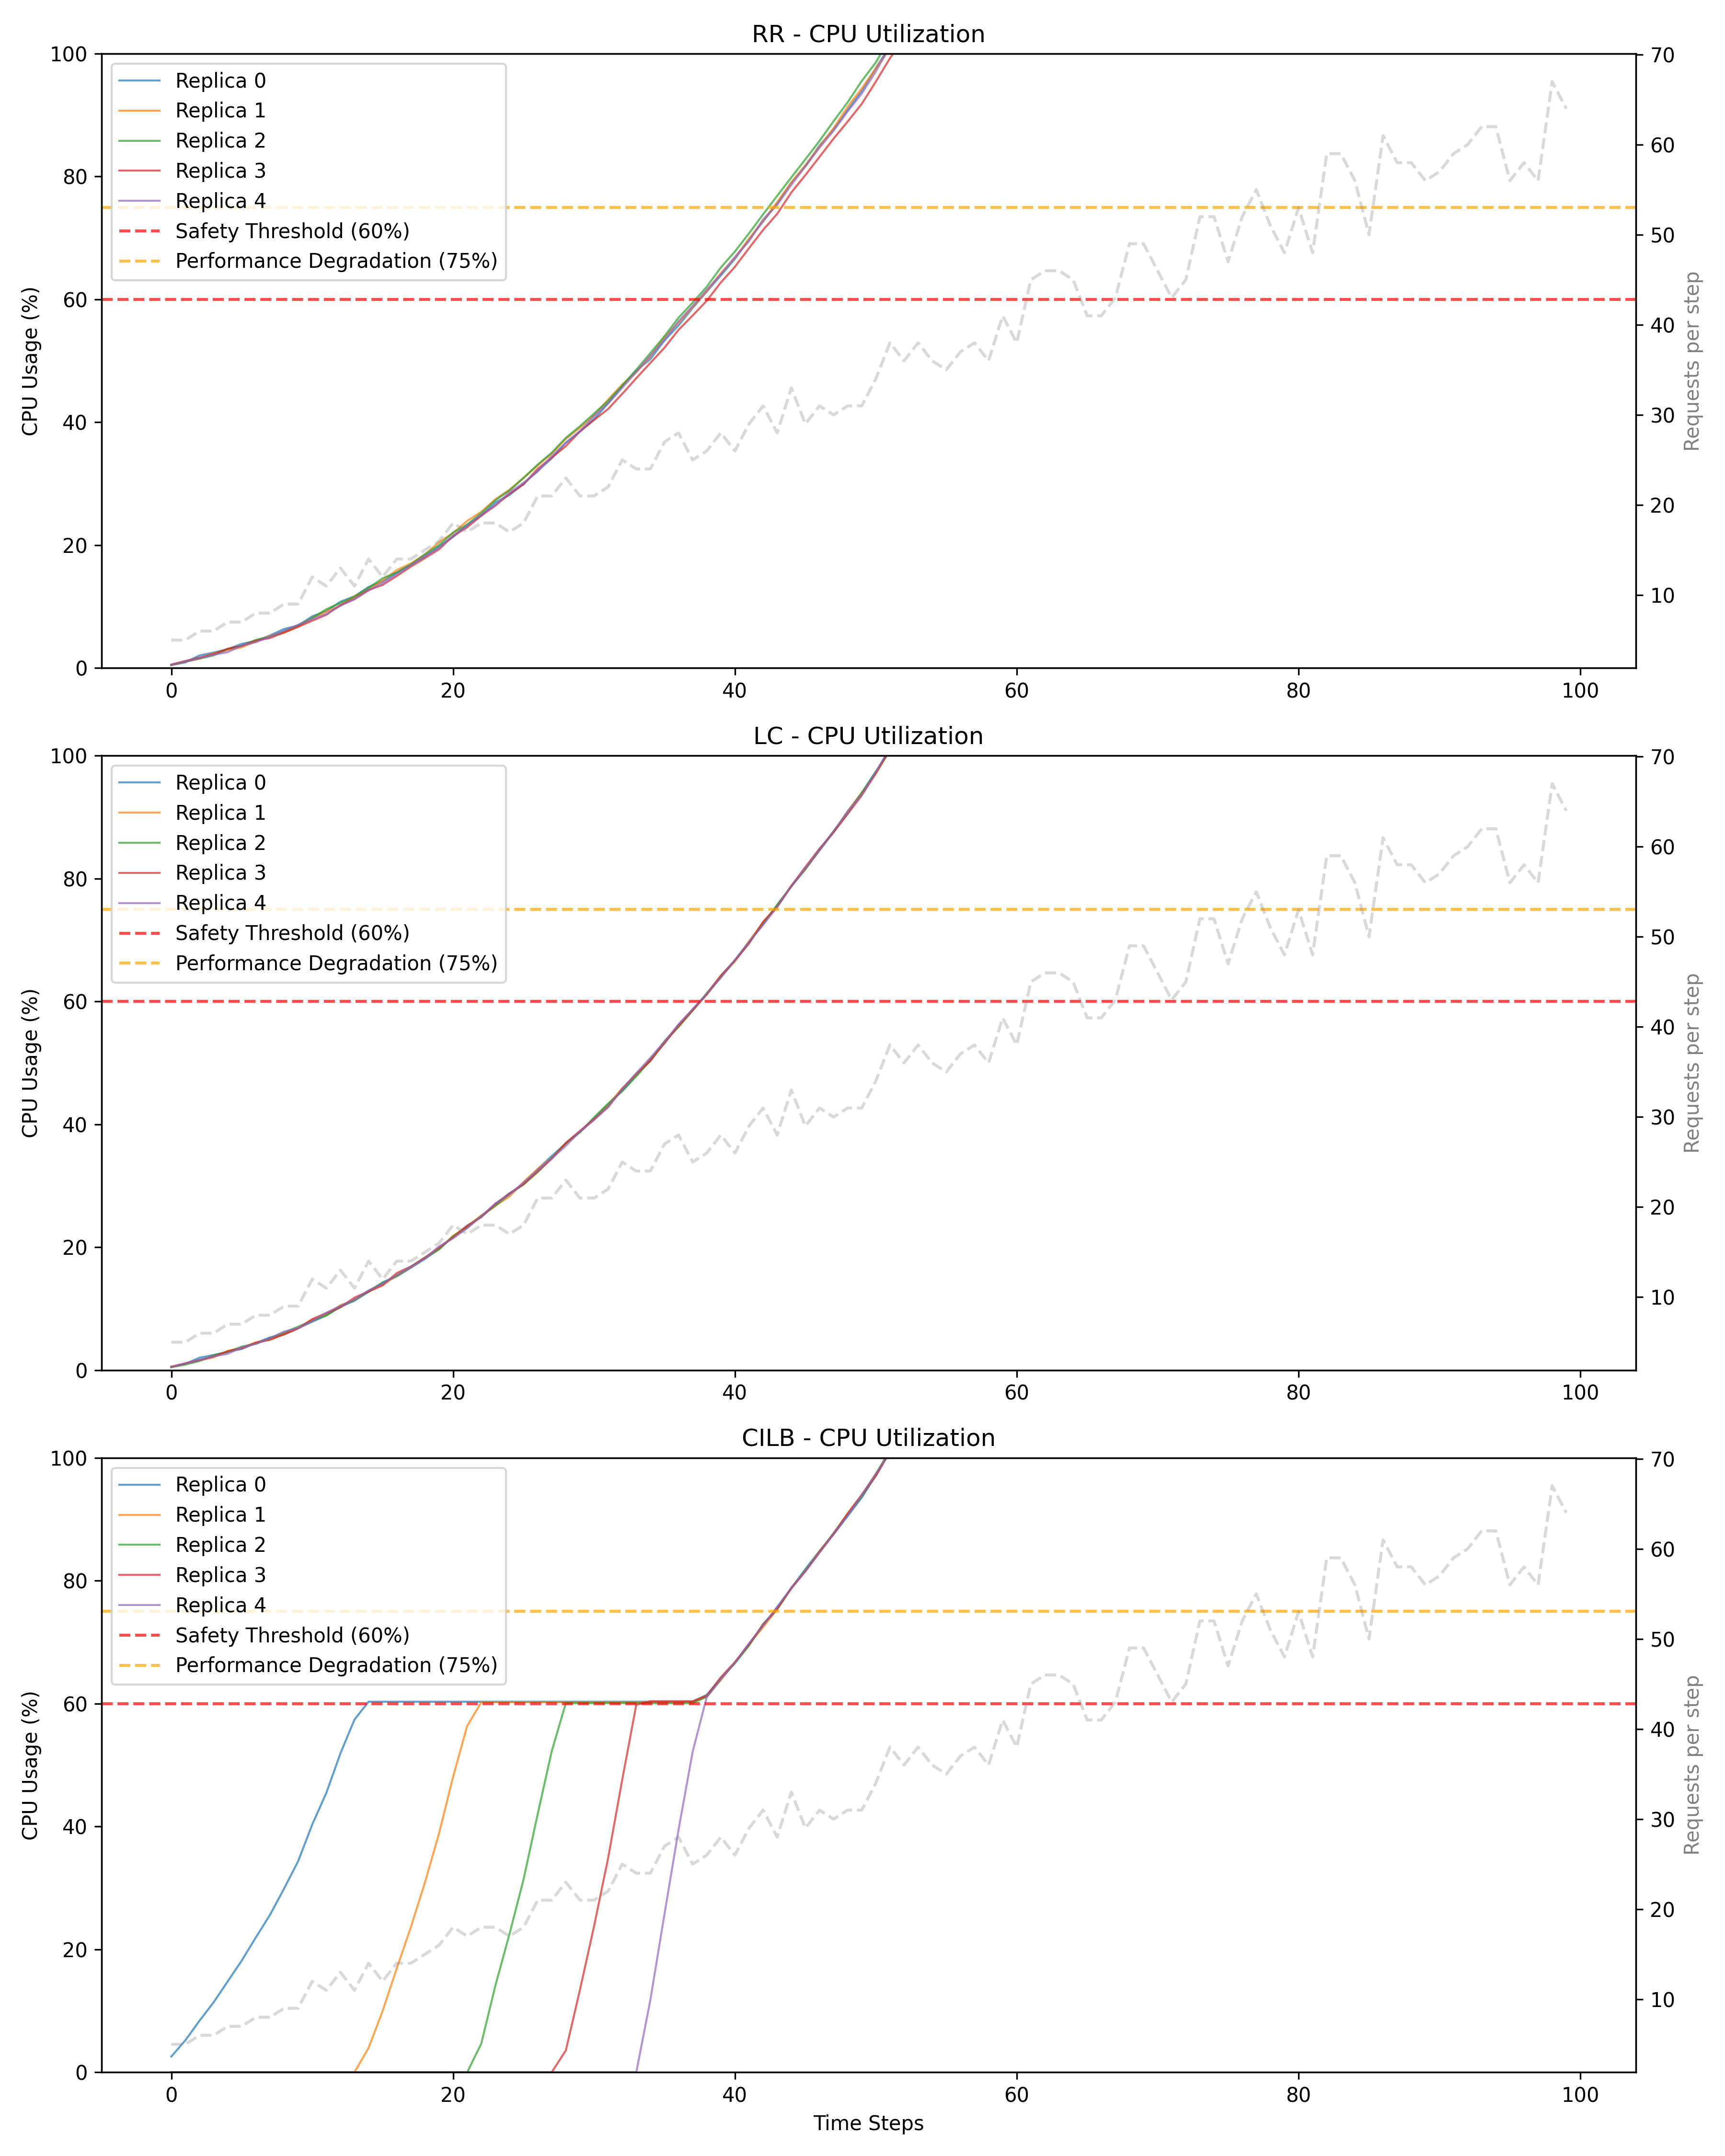 RR - CPU Utilization
Replica 0
Replica 1
Replica 2
Replica 3
Replica 4
Safety Threshold (60%)
Performance Degradation (75%)
CPU Usage (%)
100
80
60
40
20
0
0
20
40
60
80
100
70
60
50
40
30
20
10
Requests per step
LC - CPU Utilization
Replica 0
Replica 1
Replica 2
Replica 3
Replica 4
Safety Threshold (60%)
Performance Degradation (75%)
CPU Usage (%)
100
80
60
40
20
0
0
20
40
60
80
100
70
60
50
40
30
20
10
Requests per step
CILB - CPU Utilization
Replica 0
Replica 1
Replica 2
Replica 3
Replica 4
Safety Threshold (60%)
Performance Degradation (75%)
CPU Usage (%)
100
80
60
40
20
0
0
20
40
60
80
100
70
60
50
40
30
20
10
Requests per step
Time Steps